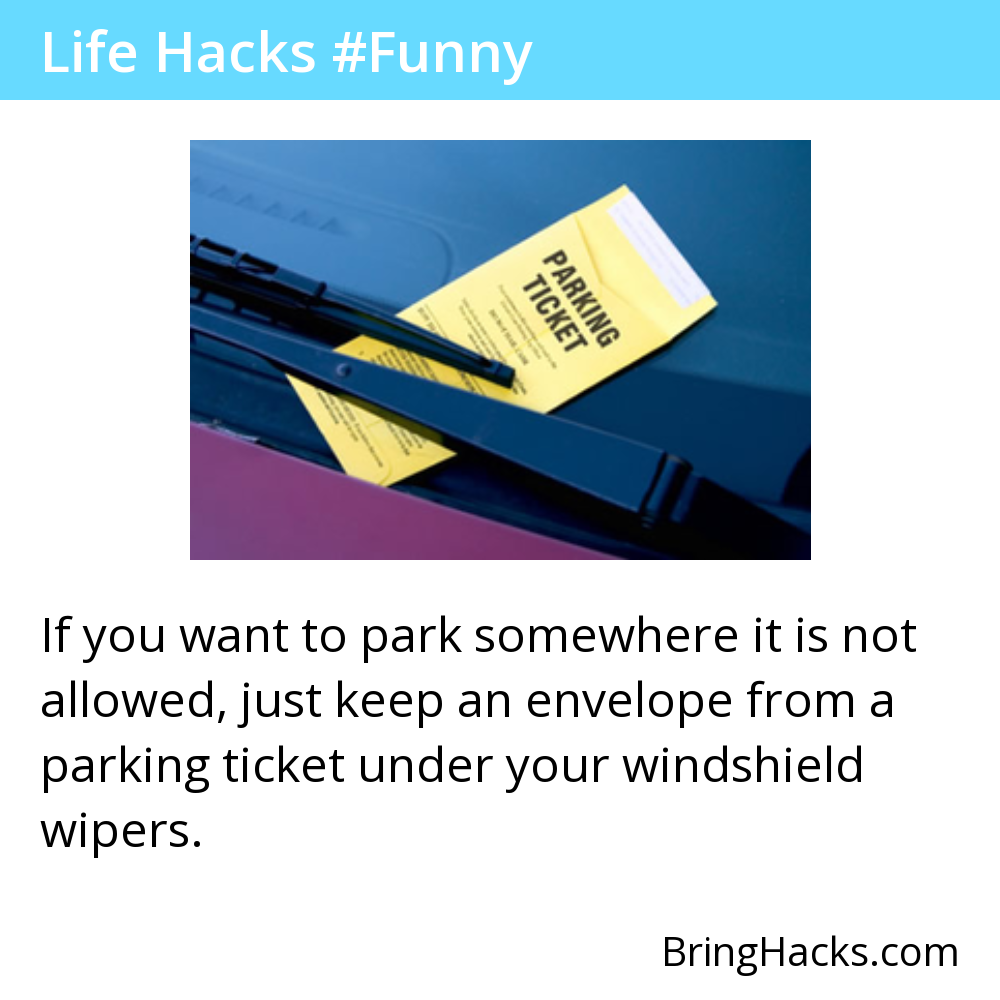 Life Hacks #Funny
PARKING
TICKET
If you want to park somewhere it is not
allowed, just keep an envelope from a
parking ticket under your windshield
wipers.
BringHacks.com